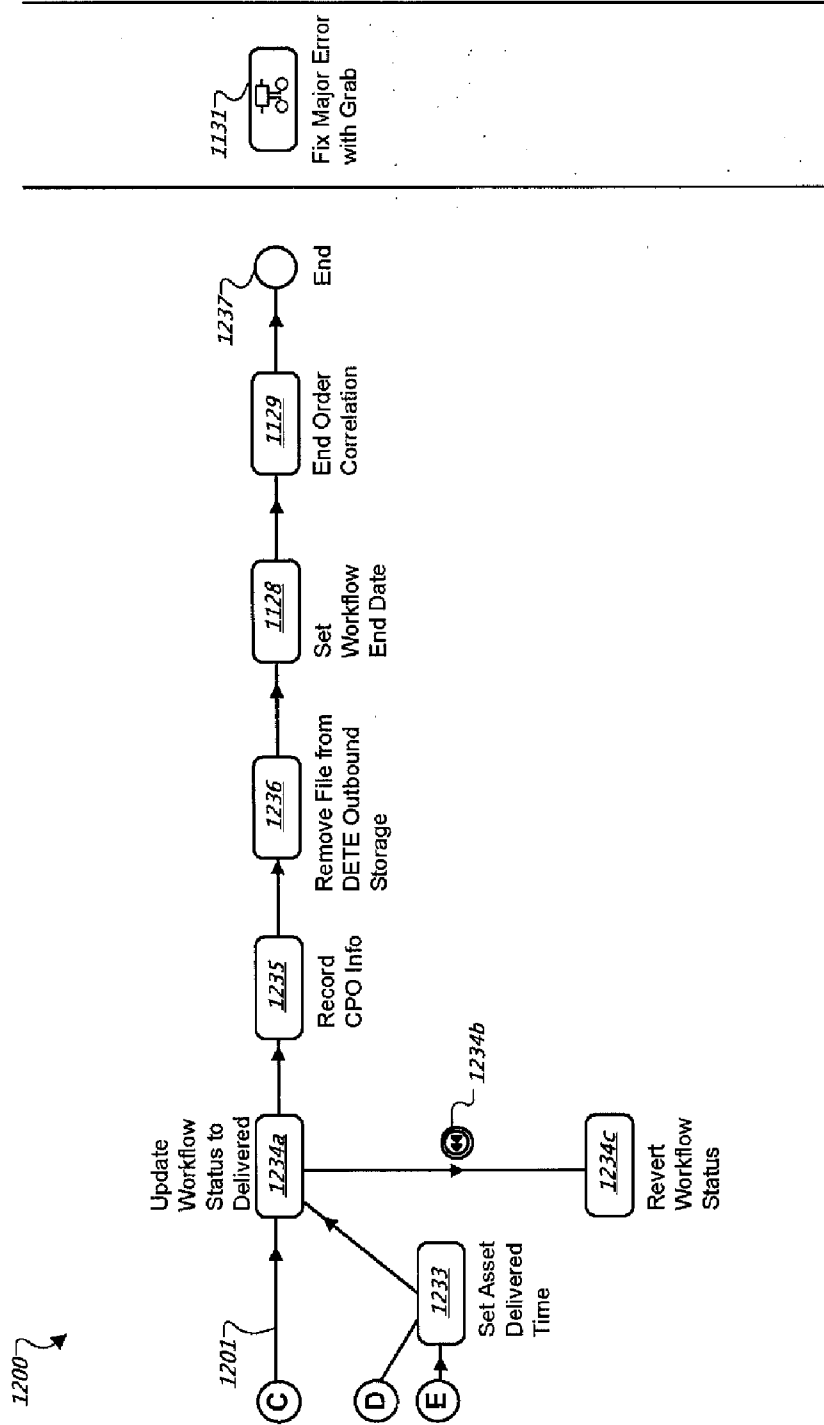 1200
C
1201
D
E
1233
Set Asset
Delivered
Time
Update
Workflow
Status to
Delivered
1234a
1234b
1234c
Revert
Workflow
Status
1235
Record
CPO Info
1236
Remove File from
DETE Outbound
Storage
1128
Set
Workflow
End Date
1129
End Order
Correlation
1237
End
1131
Fix Major Error
with Grab